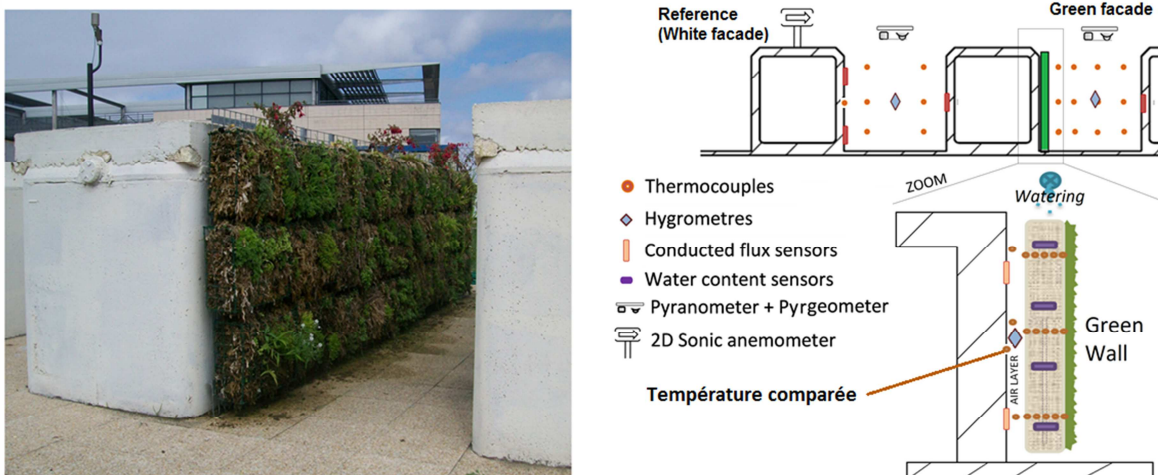 Reference
(White facade)
Green facade
Thermocouples
Hygrometres
Conducted flux sensors
Water content sensors
Pyranometer + Pyrgeometer
2D Sonic anemometer
ZOOM
Watering
Green
Wall
AIR LAYER
Température comparée